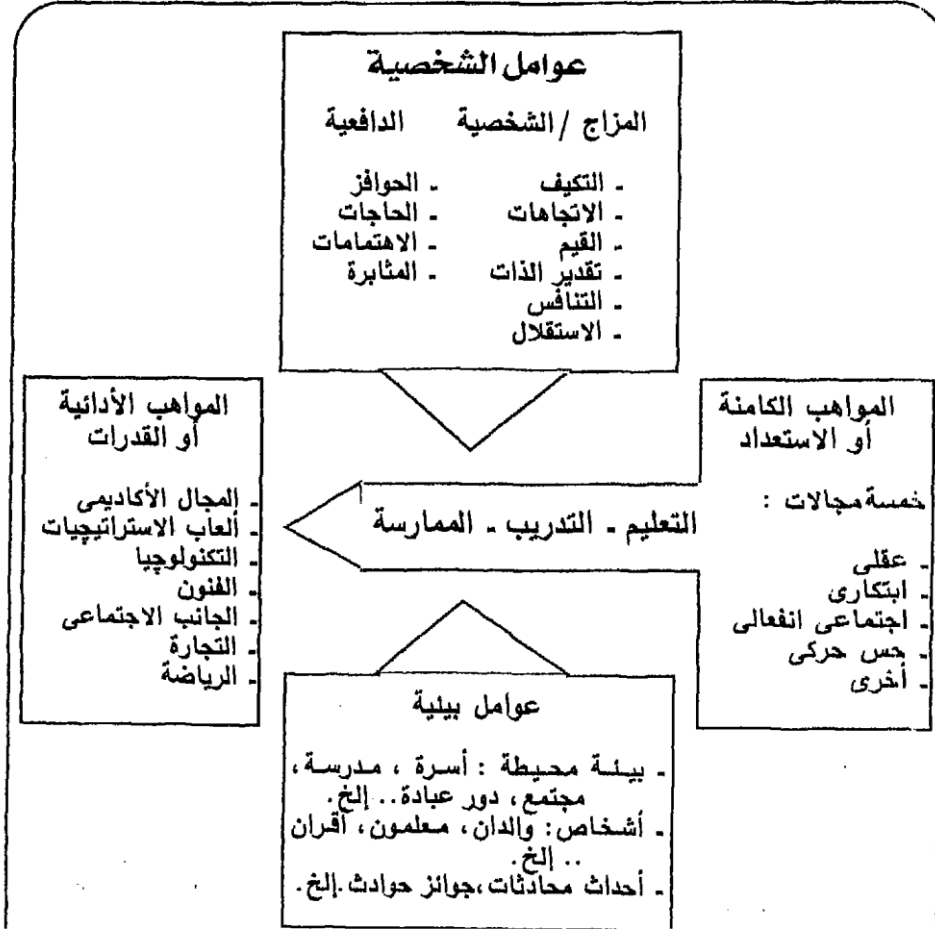 عوامل الشخصية
المزاج / الشخصية الدافعية
- التكيف - الحوافز
- الاتجاهات - الحاجات
- القيم - الاهتمامات
- تقدير الذات - المثابرة
- التنافس
- الاستقلال
المواهب الكامنة
أو الاستعداد
خمسة مجالات :
- عقلى
- ابتكارى
- اجتماعى انفعالى
- حس حركى
- أخرى
التعليم - التدريب - الممارسة
المواهب الأدائية
أو القدرات
- المجال الأكاديمى
- ألعاب الاستراتيچيات
- التكنولوچيا
- الفنون
- الجانب الاجتماعى
- التجارة
- الرياضة
عوامل بيئية
- بيئة محيطة : أسرة ، مدرسة ،
مجتمع ، دور عبادة .. إلخ.
- أشخاص : والدان ، معلمون ، أقران
.. إلخ.
- أحداث محادثات ،جوائز حوادث .إلخ.